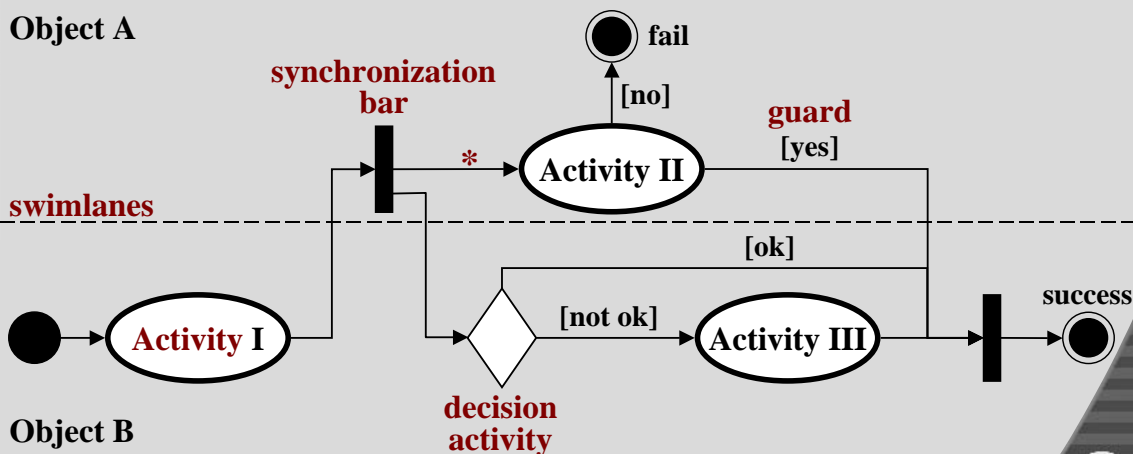 Object A
fail
synchronization
bar
[no]
guard
[yes]
*
Activity II
swimlanes
[ok]
success
[not ok]
Activity I
Activity III
decision
activity
Object B